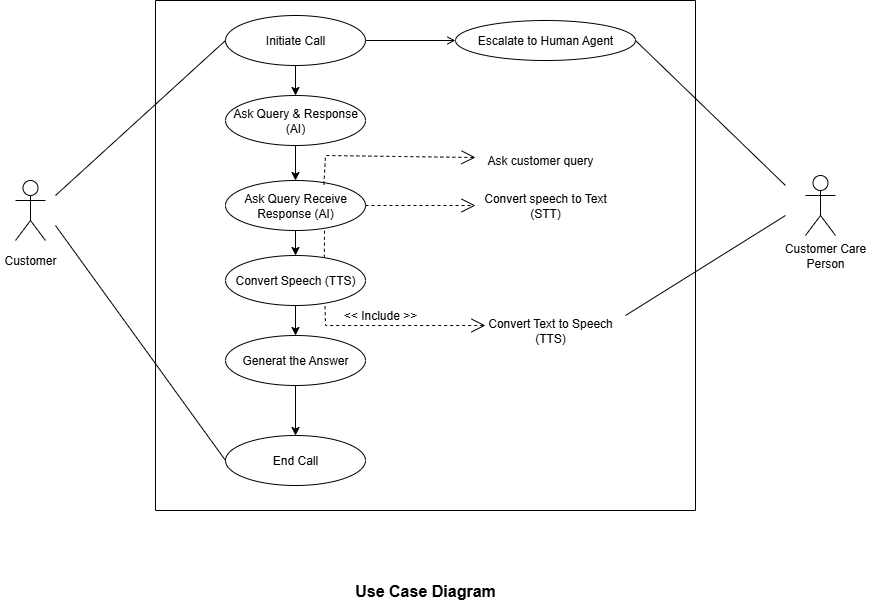 Initiate Call
Escalate to Human Agent
Ask Query & Response
(AI)
Ask customer query
Ask Query Receive
Response (AI)
Convert speech to Text
(STT)
Customer
Customer Care
Person
Convert Speech (TTS)
<< Include >>
Convert Text to Speech
(TTS)
Generat the Answer
End Call
Use Case Diagram